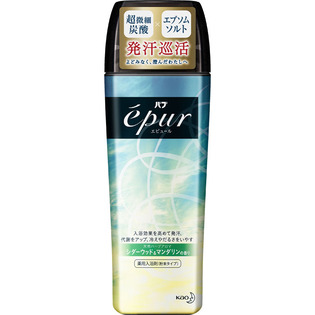 超微細
炭酸
×
エプソム
ソルト
発汗巡活
よどみなく、澄んだわたしへ
バブ
épur
エピュール
入浴効果を高めて発汗。
代謝をアップ、冷えやだるさをいやす
シダーウッド&マンダリンの香り
薬用入浴剤(粉末タイプ)
Kao